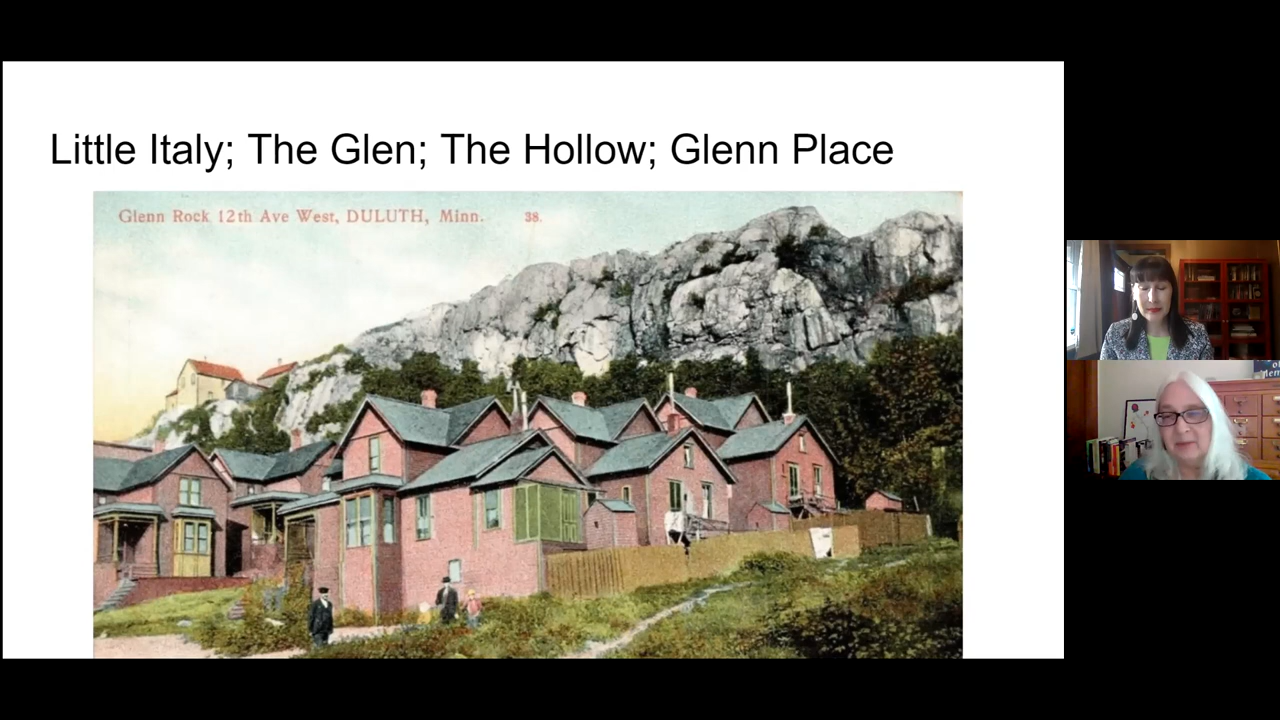 Little Italy; The Glen; The Hollow; Glenn Place
Glenn Rock 12th Ave West, DULUTH, Minn. 38.